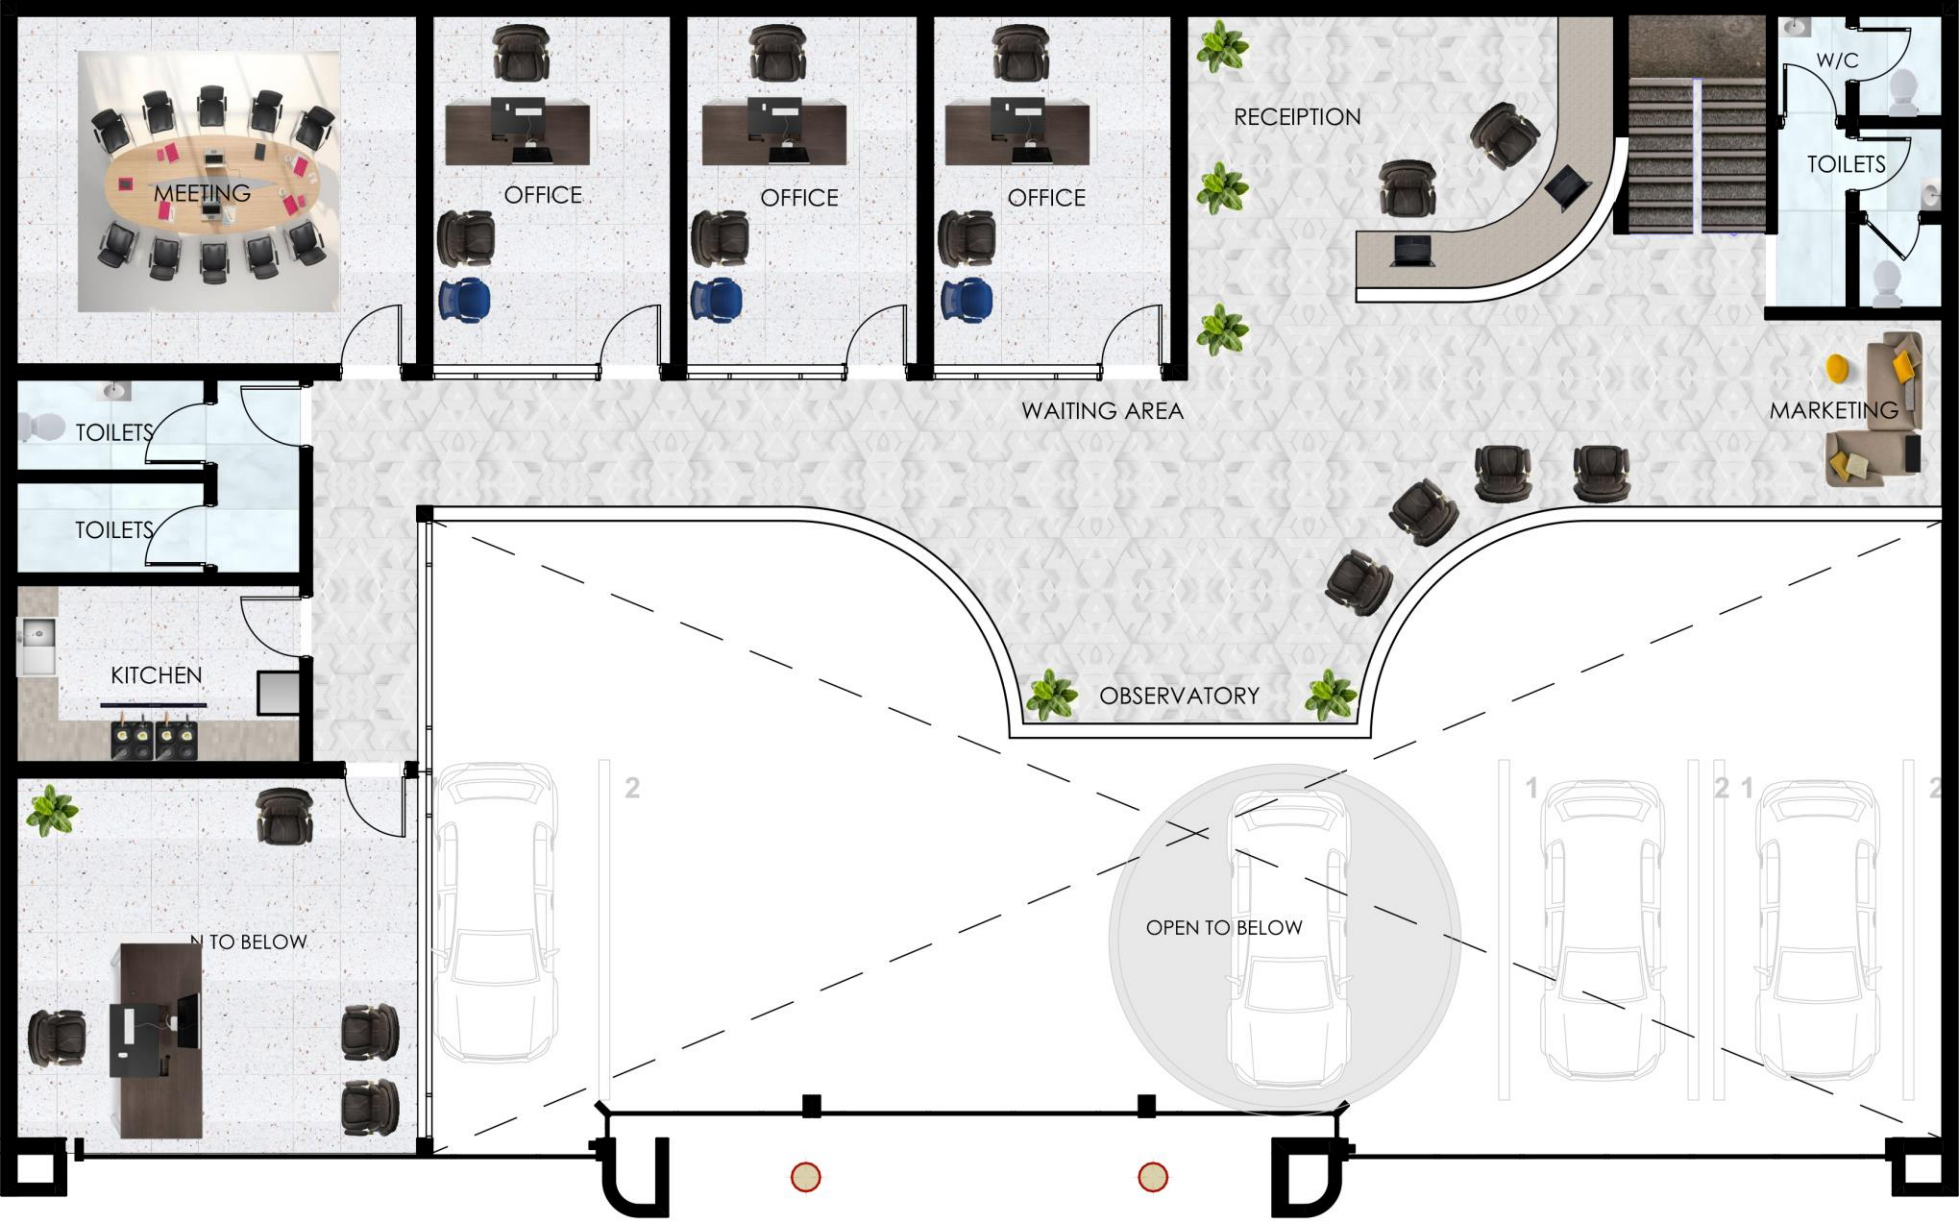 W/C
RECEIPTION
TOILETS
MEETING
OFFICE
OFFICE
OFFICE
WAITING AREA
MARKETING
TOILETS
TOILETS
KITCHEN
OBSERVATORY
2
1
2
1
2
OPEN TO BELOW
N TO BELOW